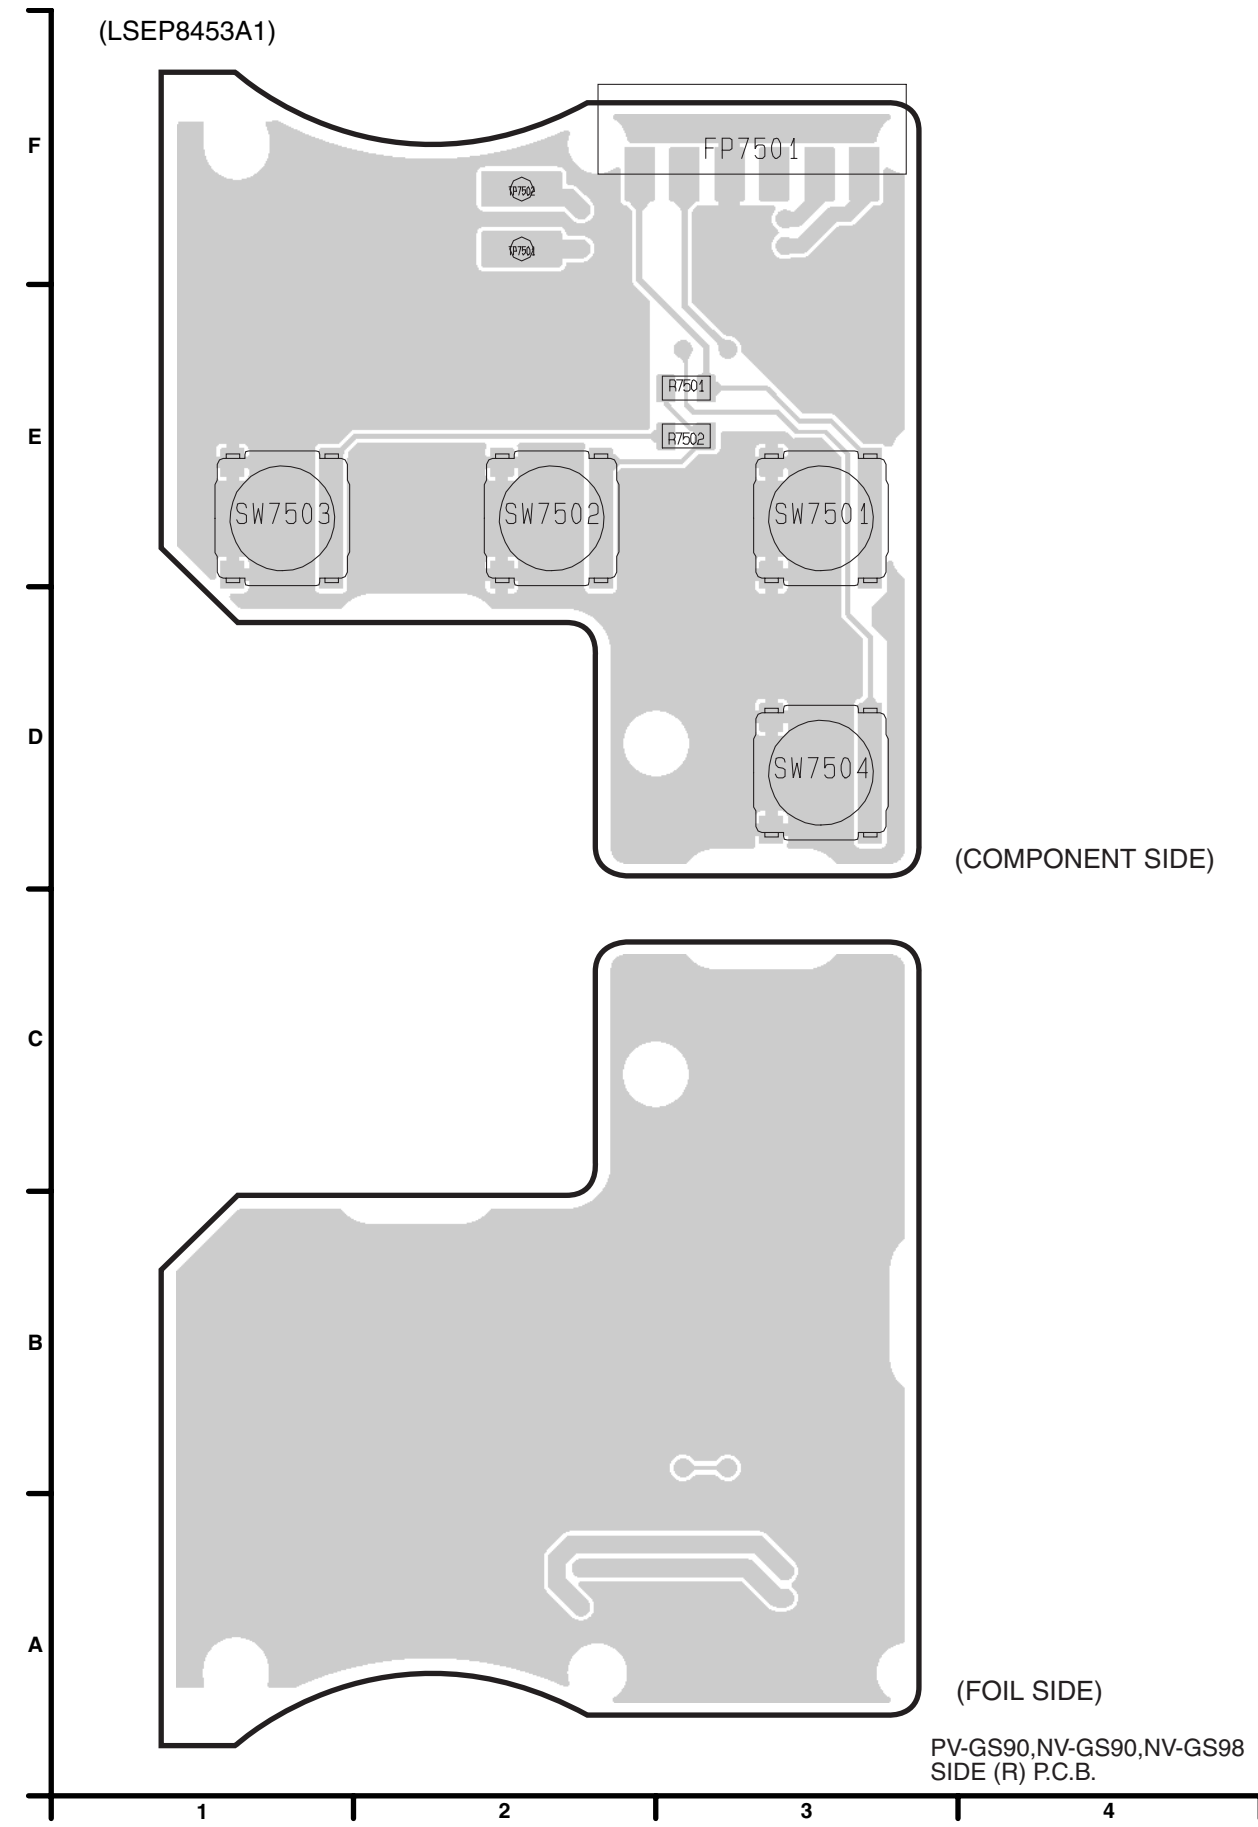 (LSEP8453A1)
F
FP7501
TP7502
TP7501
R7501
E
R7502
SW7503 SW7502 SW7501
D
SW7504
(COMPONENT SIDE)
C
B
A
(FOIL SIDE)
PV-GS90,NV-GS90,NV-GS98
SIDE (R) P.C.B.
1 2 3 4